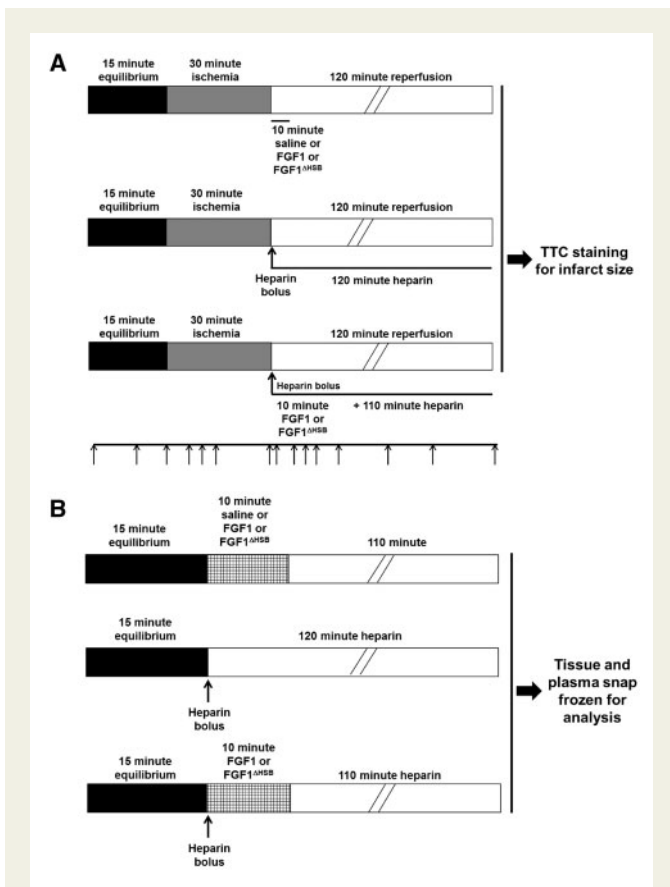 A
15 minute
equilibrium
30 minute
ischemia
120 minute reperfusion
10 minute
saline or
FGF1 or
FGF1ΔHSB
15 minute
equilibrium
30 minute
ischemia
120 minute reperfusion
Heparin
bolus
120 minute heparin
TTC staining
for infarct size
15 minute
equilibrium
30 minute
ischemia
120 minute reperfusion
Heparin bolus
10 minute
FGF1 or
FGF1ΔHSB
+ 110 minute heparin
B
15 minute
equilibrium
10 minute
saline or
FGF1 or
FGF1ΔHSB
110 minute
15 minute
equilibrium
120 minute heparin
Heparin
bolus
Tissue and
plasma snap
frozen for
analysis
15 minute
equilibrium
10 minute
FGF1 or
FGF1ΔHSB
110 minute heparin
Heparin
bolus